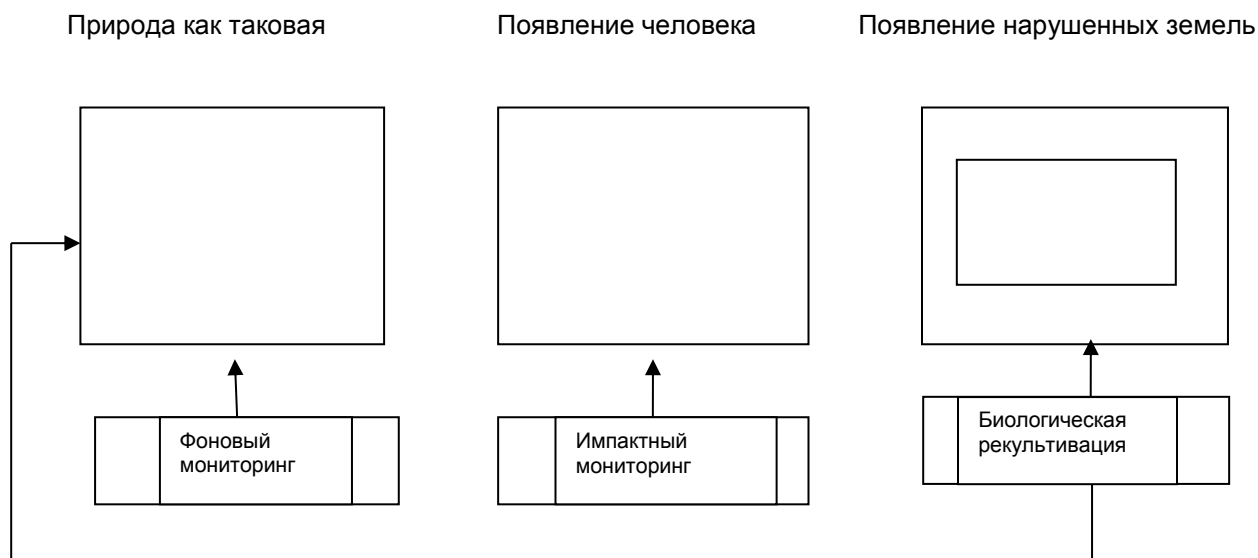 Природа как таковая
Появление человека
Появление нарушенных земель
Фоновый
мониторинг
Импактный
мониторинг
Биологическая
рекультивация